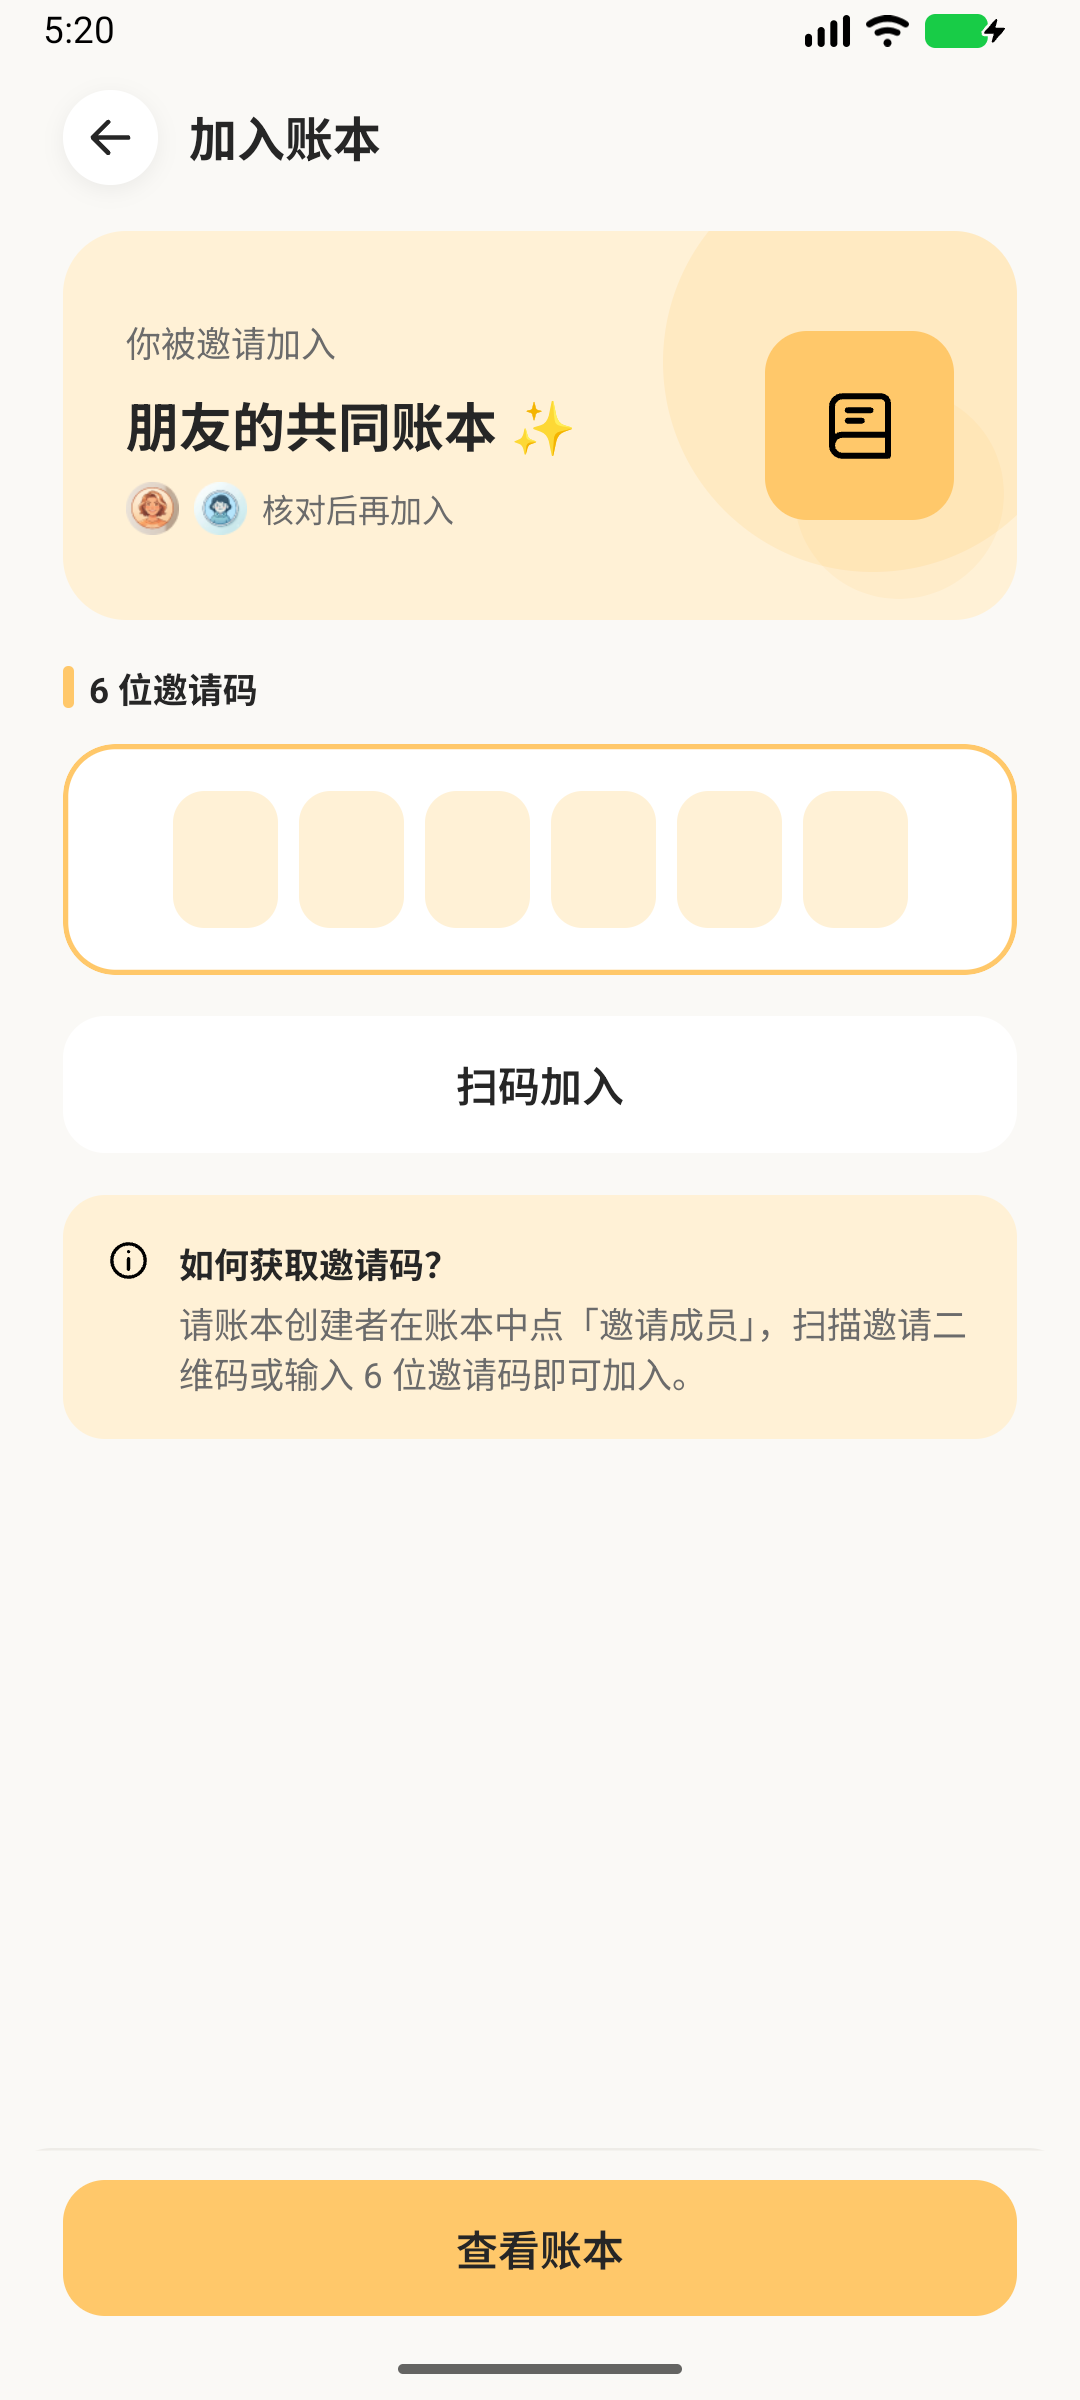 5:20
加入账本
你被邀请加入
朋友的共同账本 ✨
核对后再加入
6 位邀请码
扫码加入
如何获取邀请码?
请账本创建者在账本中点「邀请成员」，扫描邀请二
维码或输入 6 位邀请码即可加入。
查看账本